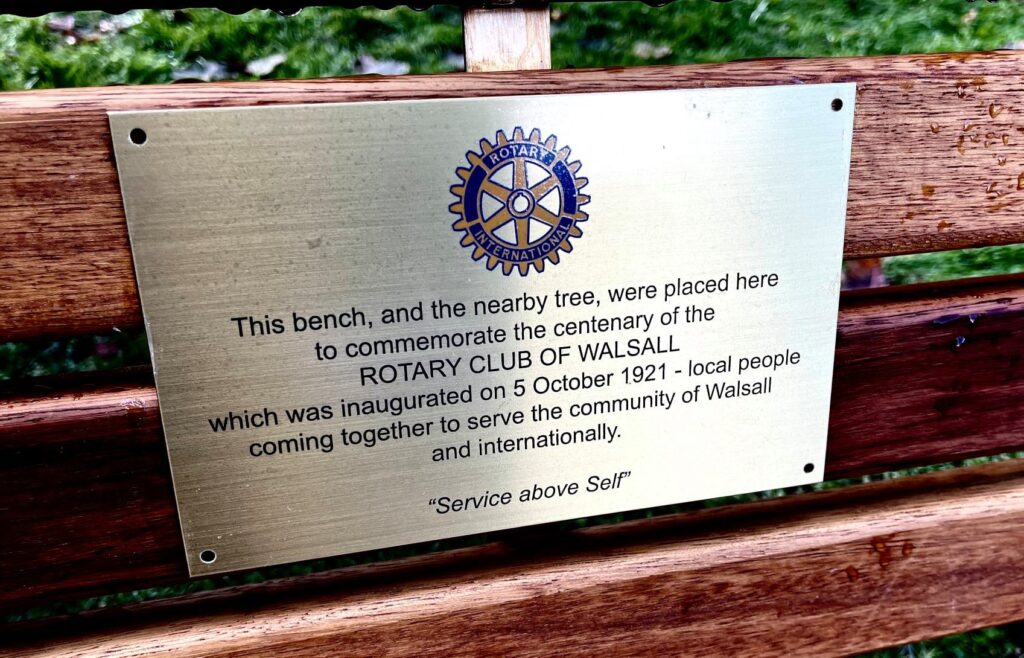 ROTARY
INTERNATIONAL
This bench, and the nearby tree, were placed here
to commemorate the centenary of the
ROTARY CLUB OF WALSALL
which was inaugurated on 5 October 1921 - local people
coming together to serve the community of Walsall
and internationally.
“Service above Self”